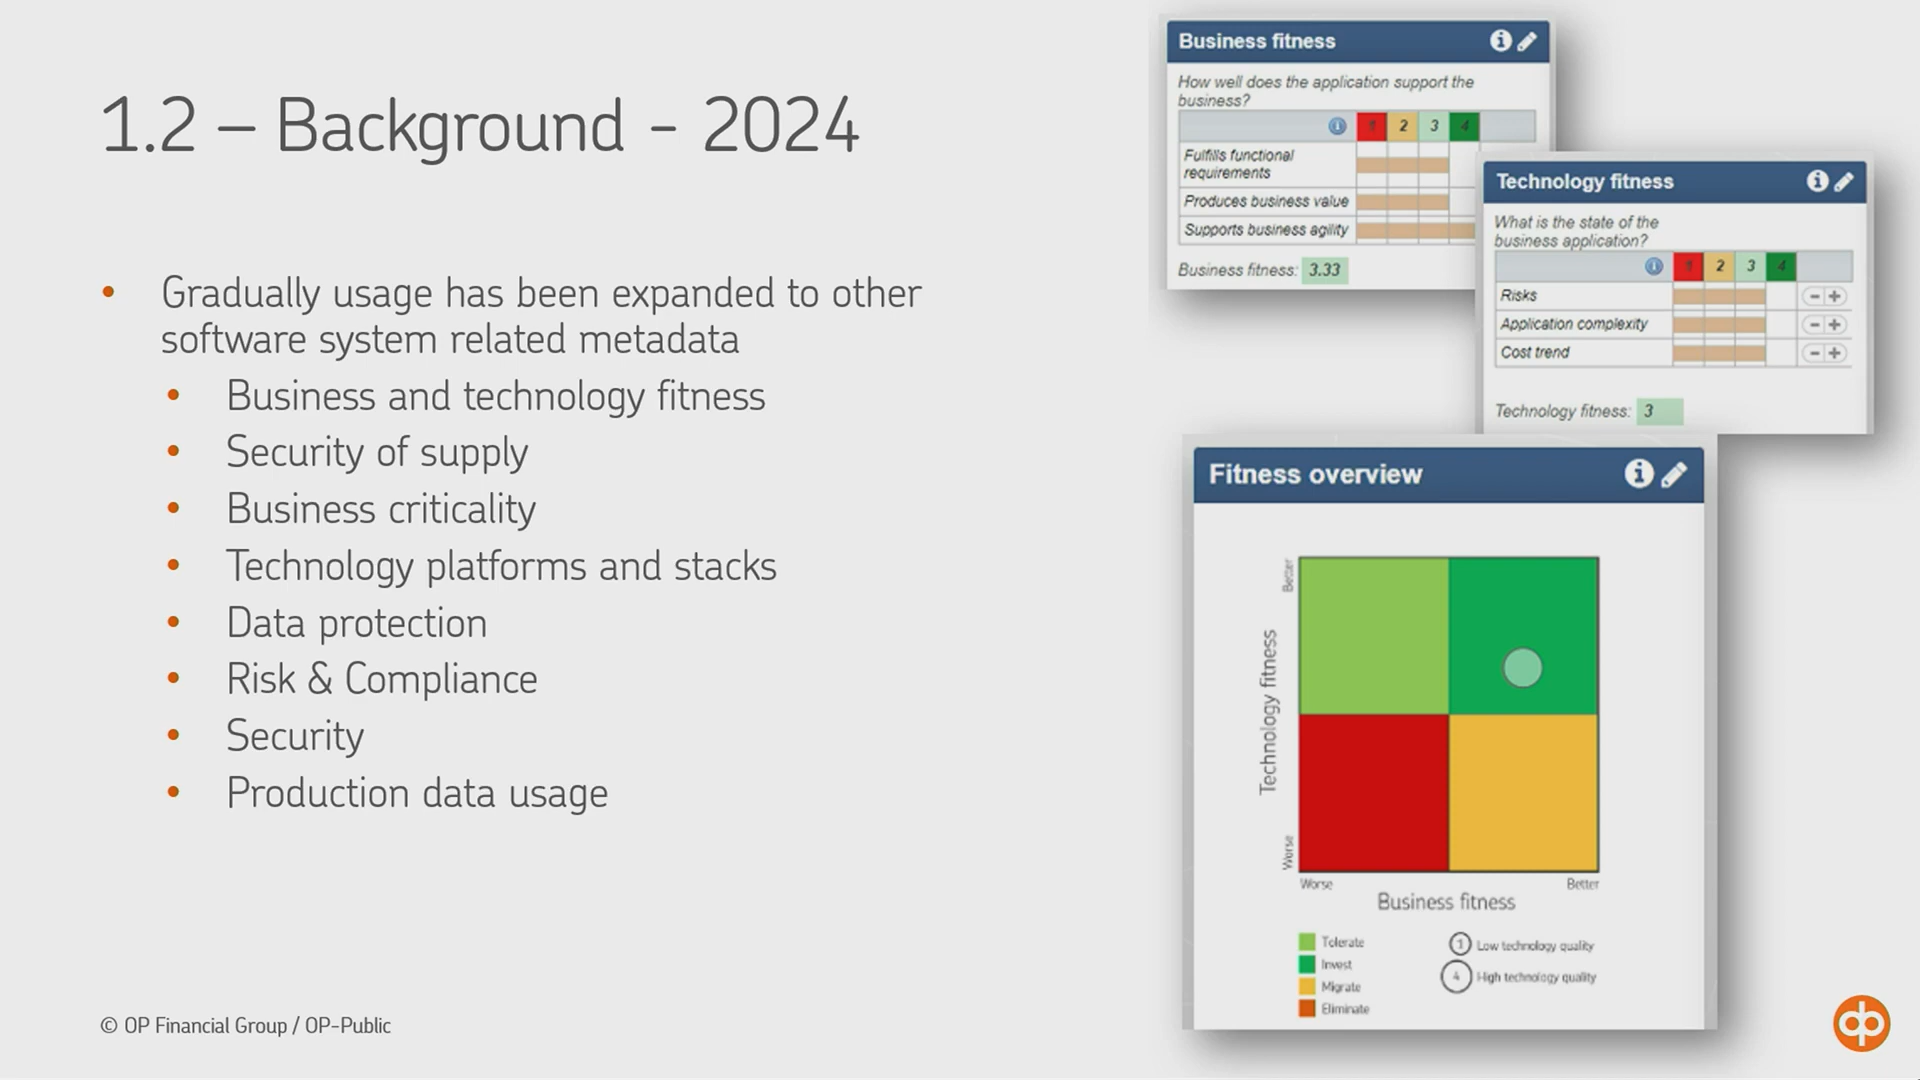 1.2 – Background - 2024
• Gradually usage has been expanded to other
software system related metadata
• Business and technology fitness
• Security of supply
• Business criticality
• Technology platforms and stacks
• Data protection
• Risk & Compliance
• Security
• Production data usage
© OP Financial Group / OP-Public
Business fitness
How well does the application support the
business?
1 2 3 4
Fulfills functional
requirements
Produces business value
Supports business agility
Business fitness: 3.33
Technology fitness
What is the state of the
business application?
1 2 3 4
Risks
Application complexity
Cost trend
Technology fitness: 3
Fitness overview
Better
Technology fitness
Worse
Worse Better
Business fitness
Tolerate
Invest
Migrate
Eliminate
1 Low technology quality
4 High technology quality
op